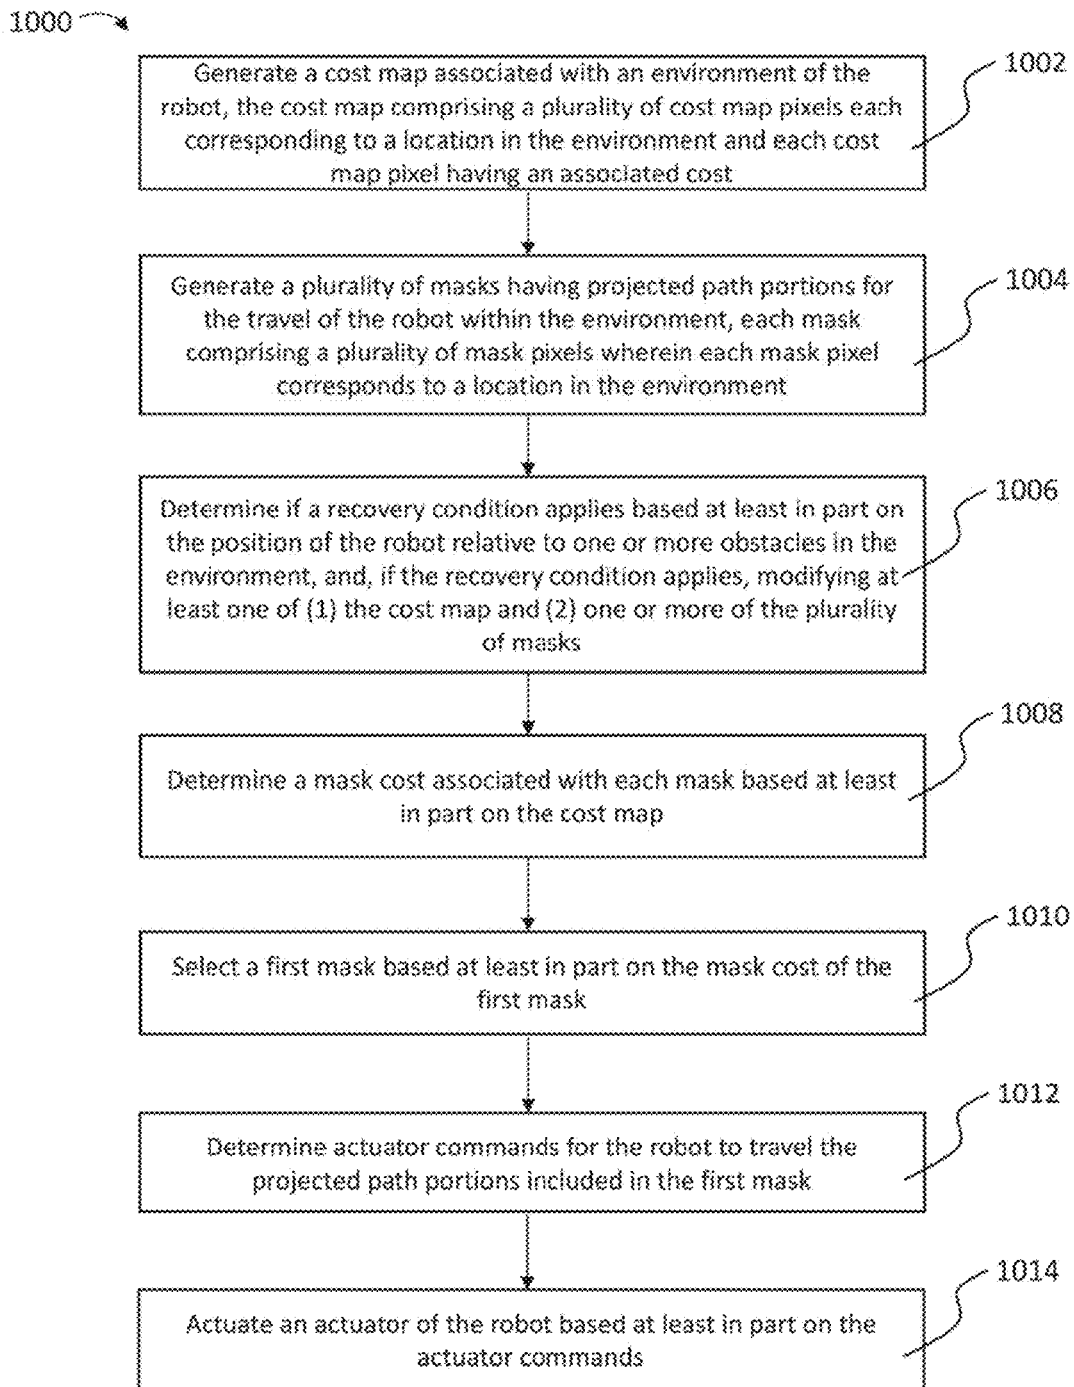 1000
Generate a cost map associated with an environment of the
robot, the cost map comprising a plurality of cost map pixels each
corresponding to a location in the environment and each cost
map pixel having an associated cost
1002
Generate a plurality of masks having projected path portions for
the travel of the robot within the environment, each mask
comprising a plurality of mask pixels wherein each mask pixel
corresponds to a location in the environment
1004
Determine if a recovery condition applies based at least in part on
the position of the robot relative to one or more obstacles in the
environment, and, if the recovery condition applies, modifying at
least one of (1) the cost map and (2) one or more of the plurality
of masks
1006
Determine a mask cost associated with each mask based at least
in part on the cost map
1008
Select a first mask based at least in part on the mask cost of the
first mask
1010
Determine actuator commands for the robot to travel the
projected path portions included in the first mask
1012
Actuate an actuator of the robot based at least in part on the
actuator commands
1014